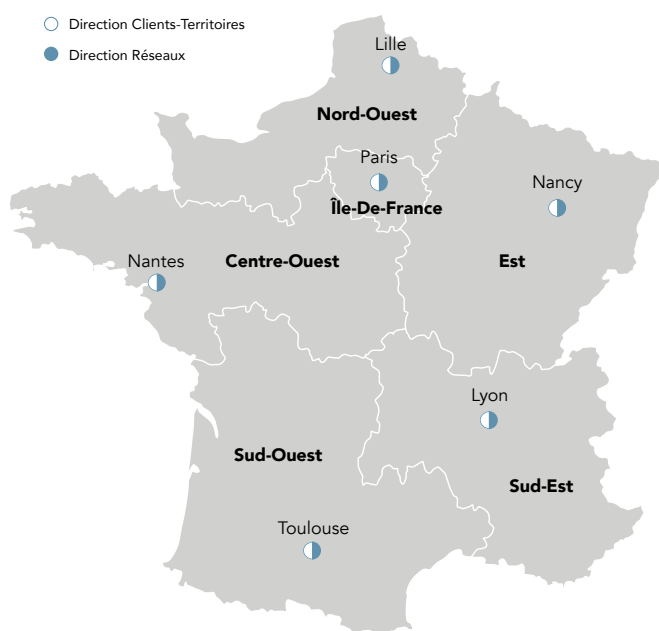 Direction Clients-Territoires
Direction Réseaux
Lille
Nord-Ouest
Paris
Île-De-France
Nancy
Nantes
Centre-Ouest
Est
Lyon
Sud-Ouest
Sud-Est
Toulouse